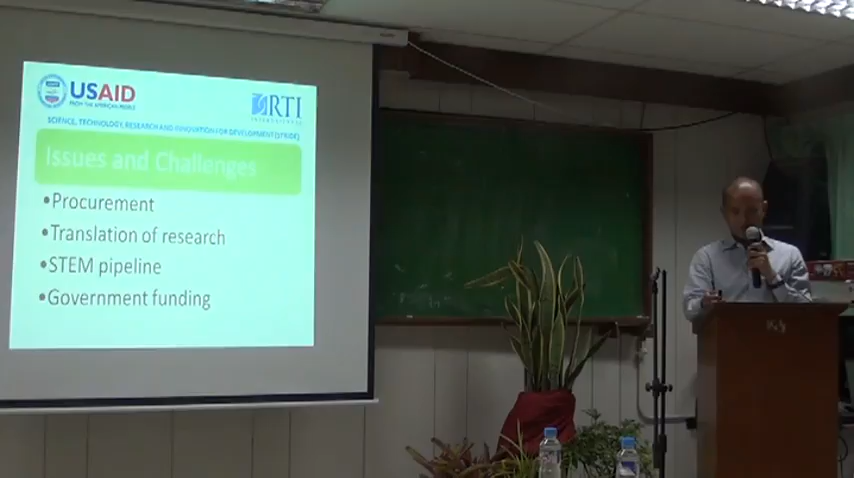 USAID
FROM THE AMERICAN PEOPLE
RTI
INTERNATIONAL
SCIENCE, TECHNOLOGY, RESEARCH AND INNOVATION FOR DEVELOPMENT (STRIDE)
Issues and Challenges
•Procurement
•Translation of research
•STEM pipeline
•Government funding